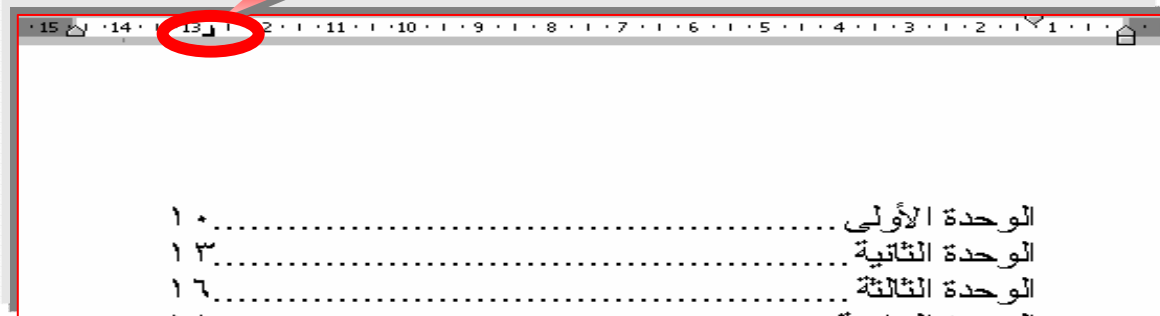 · 15 · 14 · 13 · 2 · 11 · 10 · 9 · 8 · 7 · 6 · 5 · 4 · 3 · 2 · 1 ·
الوحدة الأولى..................................................١٠
الوحدة الثانية..................................................١٣
الوحدة الثالثة..................................................١٦